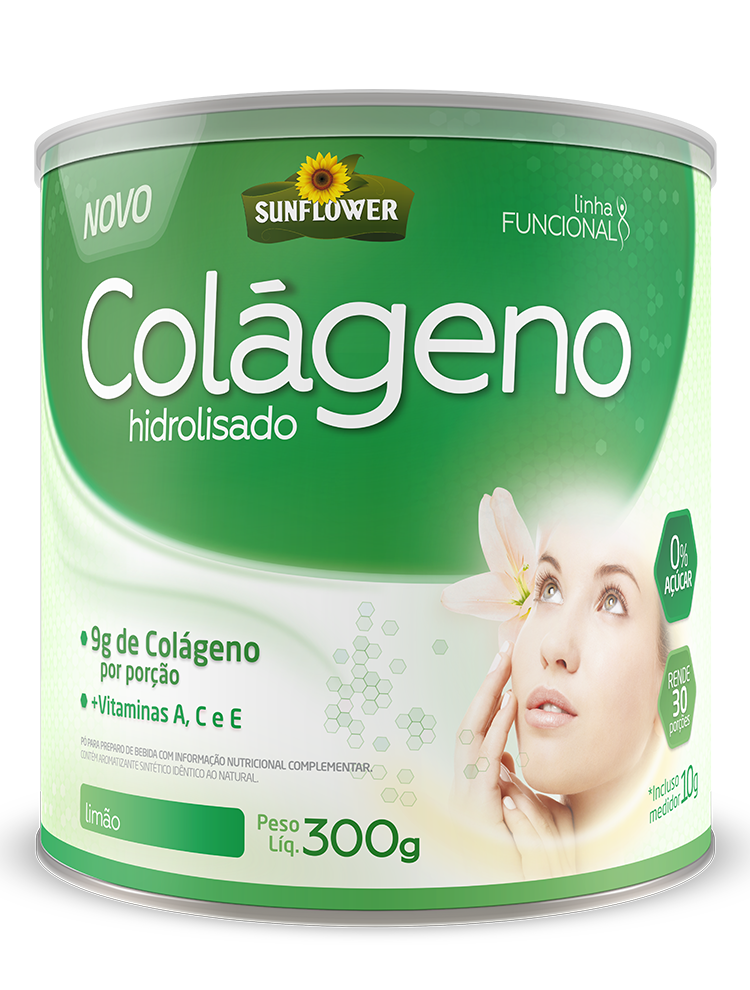 NOVO
SUNFLOWER
linha
FUNCIONAL
Colágeno
hidrolisado
0%
AÇÚCAR
•9g de Colágeno
por porção
•+Vitaminas A, C e E
RENDE
30
porções
PÓ PARA PREPARO DE BEBIDA COM INFORMAÇÃO NUTRICIONAL COMPLEMENTAR.
CONTÉM AROMATIZANTE SINTÉTICO IDÊNTICO AO NATURAL.
*Incluso
medidor 10g
limão
Peso
Líq. 300g